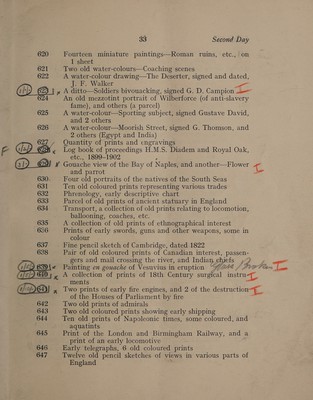 33 Second Day
620 Fourteen miniature paintings—Roman ruins, etc., on
1 sheet
621 Two old water-colours—Coaching scenes
622 A water-colour drawing—The Deserter, signed and dated,
J. F. Walker
A ditto—Soldiers bivouacking, signed G. D. Campion
624 An old mezzotint portrait of Wilberforce (of anti-slavery
fame), and others (a parcel)
625 A water-colour—Sporting subject, signed Gustave David,
and 2 others
626 A water-colour—Moorish Street, signed G. Thomson, and
2 others (Egypt and India)
627 Quantity of prints and engravings
F Log book of proceedings H.M.S. Diadem and Royal Oak,
etc., 1899-1902
Gouache view of the Bay of Naples, and another—Flower
and parrot
630 Four old portraits of the natives of the South Seas
631 Ten old coloured prints representing various trades
632 Phrenology, early descriptive chart
633 Parcel of old prints of ancient statuary in England
634 Transport, a collection of old prints relating to locomotion,
ballooning, coaches, etc.
635 A collection of old prints of ethnographical interest
636 Prints of early swords, guns and other weapons, some in
colour
637 Fine pencil sketch of Cambridge, dated 1822
638 Pair of old coloured prints of Canadian interest, passen-
gers and mail crossing the river, and Indian chiefs
Painting en gouache of Vesuvius in eruption Glass Broken
A collection of prints of 18th Century surgical instru-
ments
Two prints of early fire engines, and 2 of the destruction
of the Houses of Parliament by fire
642 Two old prints of admirals
643 Two old coloured prints showing early shipping
644 Ten old prints of Napoleonic times, some coloured, and
aquatints
645 Print of the London and Birmingham Railway, and a
print of an early locomotive
646 Early telegraphs, 6 old coloured prints
647 Twelve old pencil sketches of views in various parts of
England